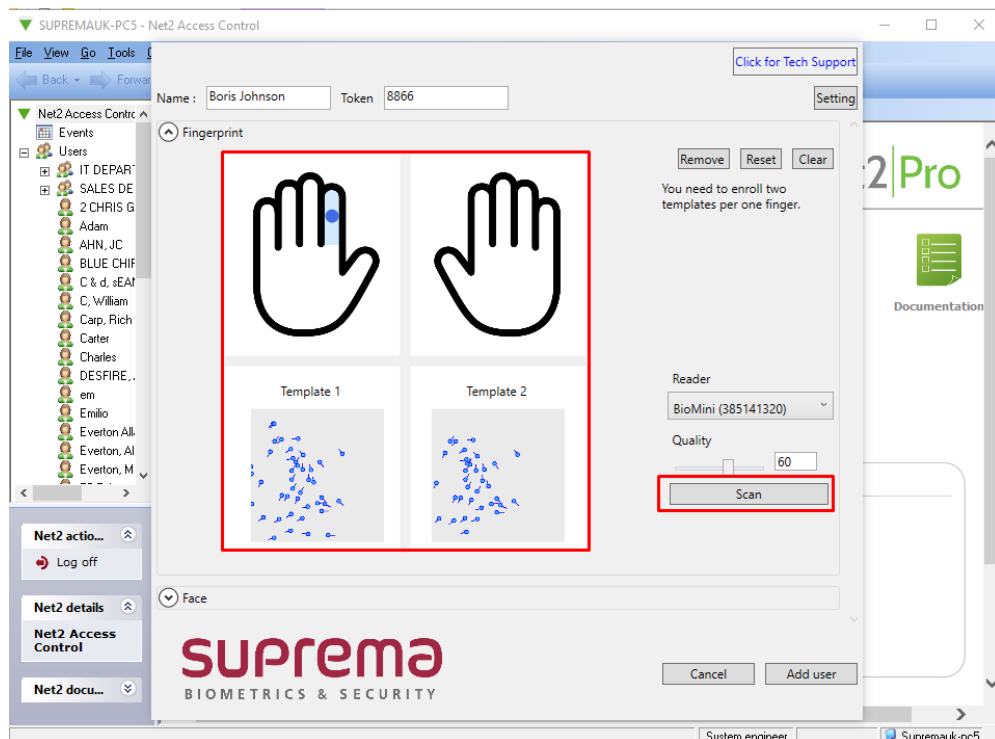 SUPREMAUK-PC5 - Net2 Access Control
File View Go Tools
Back Forwar
Click for Tech Support
Name : Boris Johnson Token 8866
Setting
Net2 Access Contrc
Events
Users
IT DEPAR
SALES DE
2 CHRIS G
Adam
AHN, JC
BLUE CHIF
C & d, sEAN
C, William
Carp, Rich
Carter
Charles
DESFIRE, .
em
Emilio
Everton All-
Everton, Al
Everton, M
Fingerprint
Remove Reset Clear
You need to enroll two
templates per one finger.
Template 1
Template 2
Reader
BioMini (385141320)
Quality
60
Scan
2 Pro
Documentation
Net2 actio...
Log off
Net2 details
Net2 Access
Control
Net2 docu...
Face
suprema
BIOMETRICS & SECURITY
Cancel
Add user
System engineer
Supremauk-pc5